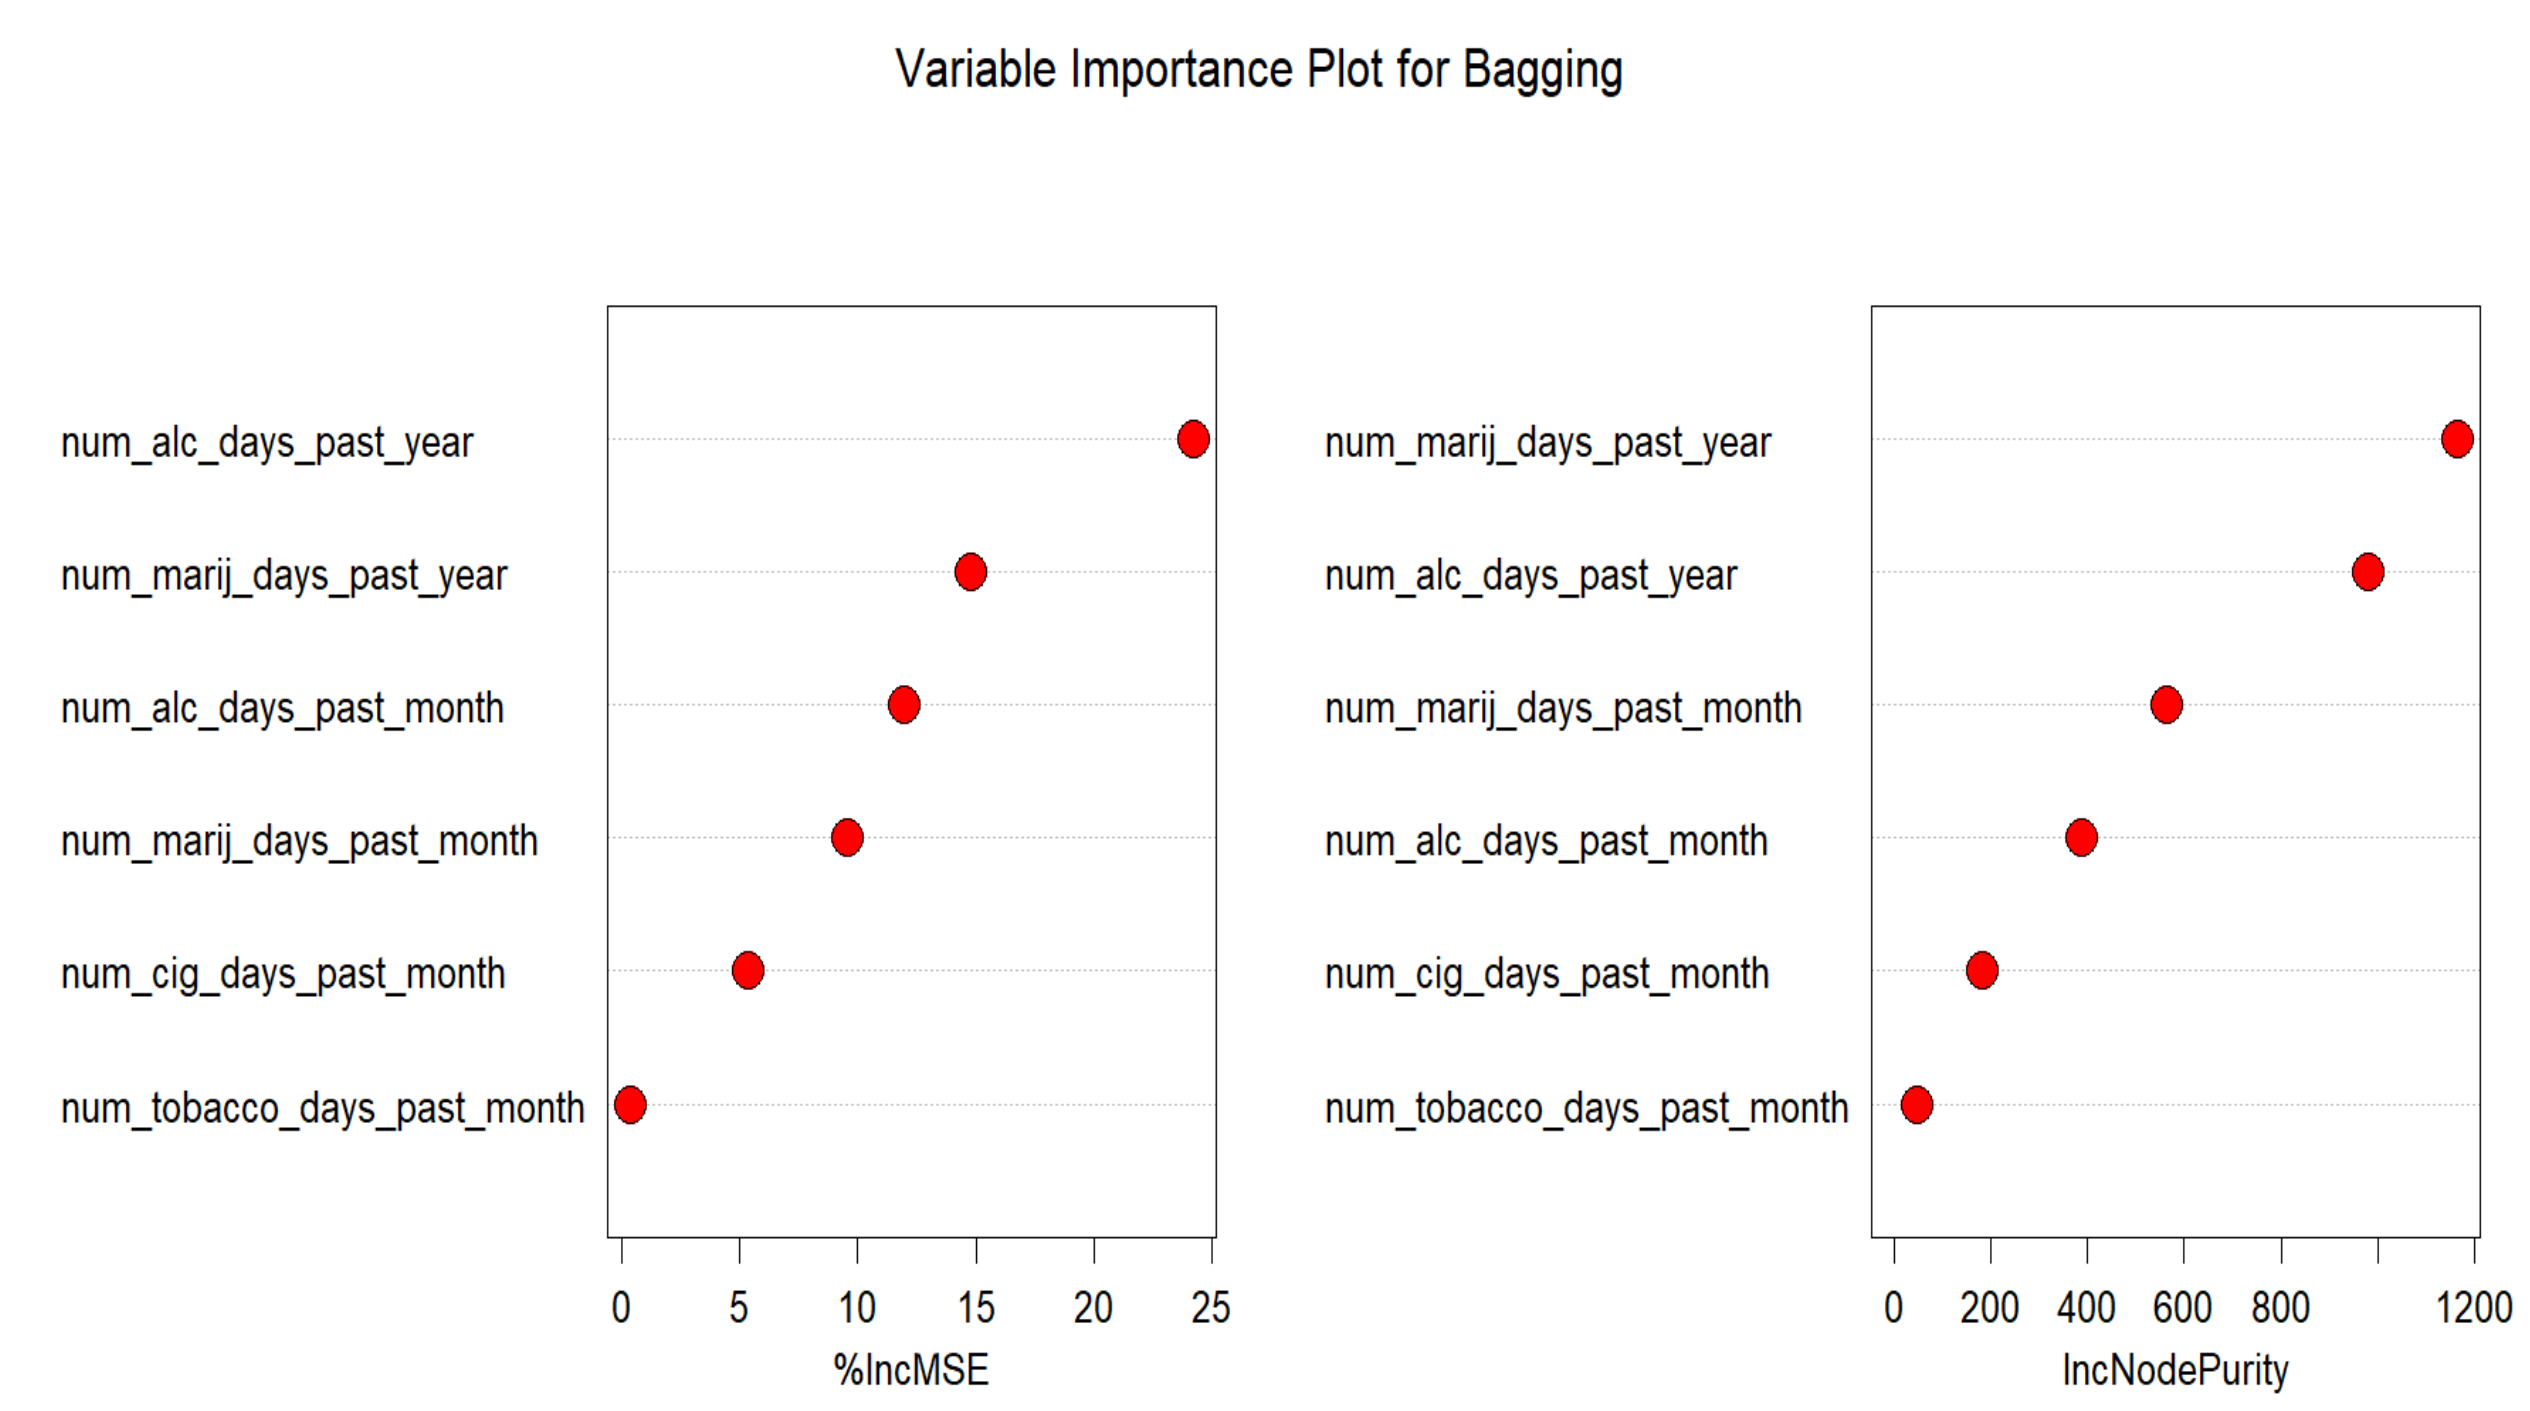 Variable Importance Plot for Bagging
num_alc_days_past_year
num_marij_days_past_year
num_alc_days_past_month
num_marij_days_past_month
num_cig_days_past_month
num_tobacco_days_past_month
0 5 10 15 20 25
%IncMSE
num_marij_days_past_year
num_alc_days_past_year
num_marij_days_past_month
num_alc_days_past_month
num_cig_days_past_month
num_tobacco_days_past_month
0 200 400 600 800 1200
IncNodePurity